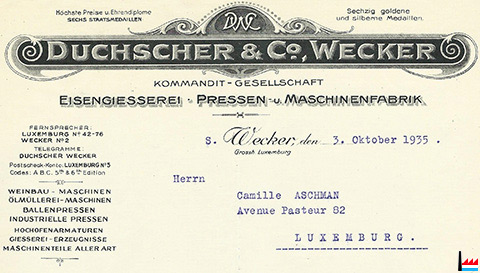 Höchste Preise u. Ehrendiplome
SECHS STAATSMEDAILLEN
Sechzig goldene
und silberne Medaillen.
DWC
DUCHSCHER & Co., WECKER
KOMMANDIT-GESELLSCHAFT
EISENGIESSEREI - PRESSEN - u. MASCHINENFABRIK
FERNSPRECHER:
LUXEMBURG No 42-76
WECKER No 2
TELEGRAMME:
DUCHSCHER WECKER
Postscheck-Konto: LUXEMBURG No 5
Codes: A.B.C. 5th & 6th Edition
WEINBAU - MASCHINEN
ÖLMÜLLEREI-MASCHINEN
BALLENPRESSEN
INDUSTRIELLE PRESSEN
HOCHOFENARMATUREN
GIESSEREI-ERZEUGNISSE
MASCHINENTEILE ALLER ART
S. Wecker, den 3. Oktober 1935.
Grossh. Luxemburg
Herrn
Camille ASCHMAN
Avenue Pasteur 82
LUXEMBURG.